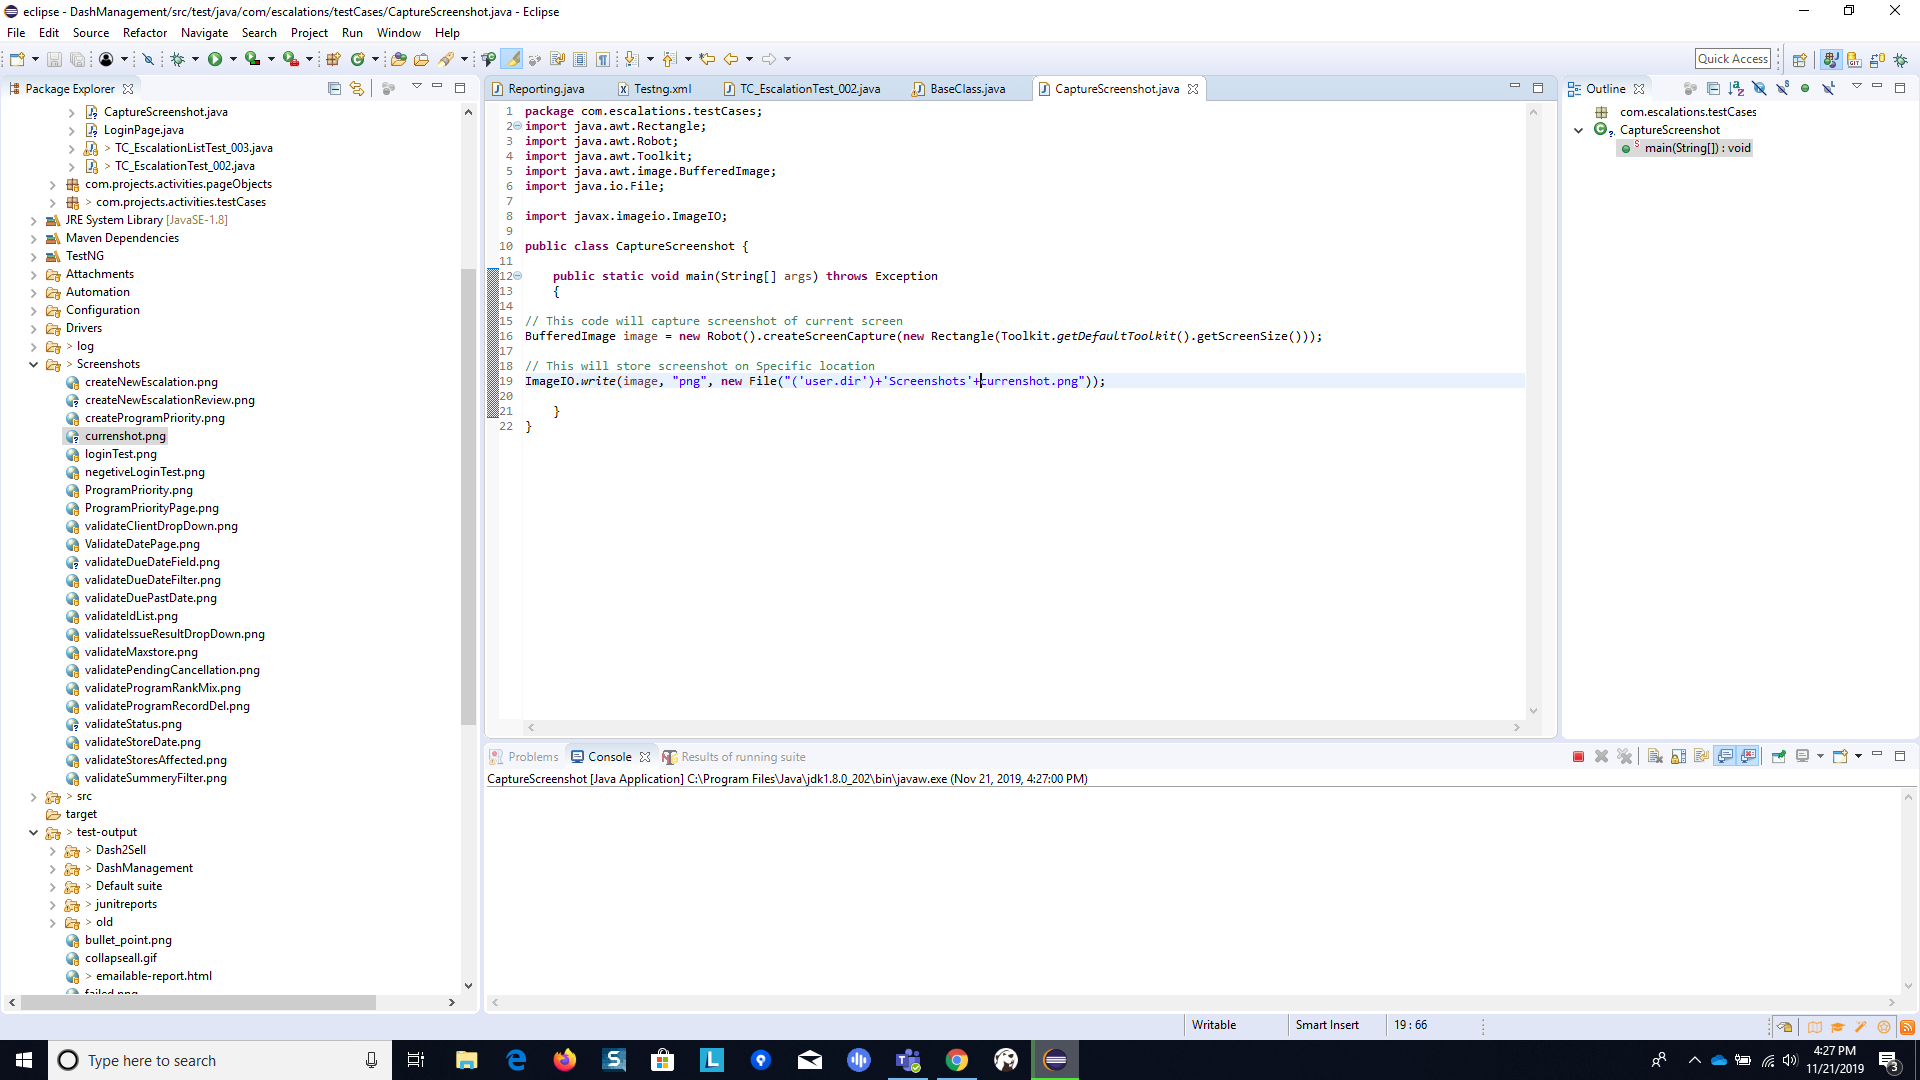 eclipse - DashManagement/src/test/java/com/escalations/testCases/CaptureScreenshot.java - Eclipse
File Edit Source Refactor Navigate Search Project Run Window Help
Quick Access
Package Explorer
CaptureScreenshot.java
LoginPage.java
> TC_EscalationListTest_003.java
> TC_EscalationTest_002.java
com.projects.activities.pageObjects
> com.projects.activities.testCases
JRE System Library [JavaSE-1.8]
Maven Dependencies
TestNG
Attachments
Automation
Configuration
Drivers
> log
> Screenshots
createNewEscalation.png
createNewEscalationReview.png
createProgramPriority.png
currenshot.png
loginTest.png
negetiveLoginTest.png
ProgramPriority.png
ProgramPriorityPage.png
validateClientDropDown.png
ValidateDatePage.png
validateDueDateField.png
validateDueDateFilter.png
validateDuePastDate.png
validateIdList.png
validateIssueResultDropDown.png
validateMaxstore.png
validatePendingCancellation.png
validateProgramRankMix.png
validateProgramRecordDel.png
validateStatus.png
validateStoreDate.png
validateStoresAffected.png
validateSummeryFilter.png
> src
target
> test-output
> Dash2Sell
> DashManagement
> Default suite
> junitreports
> old
bullet_point.png
collapseall.gif
> emailable-report.html
failed.png
Reporting.java Testng.xml TC_EscalationTest_002.java BaseClass.java CaptureScreenshot.java
1 package com.escalations.testCases;
2 import java.awt.Rectangle;
3 import java.awt.Robot;
4 import java.awt.Toolkit;
5 import java.awt.image.BufferedImage;
6 import java.io.File;
7
8 import javax.imageio.ImageIO;
9
10 public class CaptureScreenshot {
11
12 public static void main(String[] args) throws Exception
13 {
14
15 // This code will capture screenshot of current screen
16 BufferedImage image = new Robot().createScreenCapture(new Rectangle(Toolkit.getDefaultToolkit().getScreenSize()));
17
18 // This will store screenshot on Specific location
19 ImageIO.write(image, "png", new File("('user.dir')+'Screenshots'+currenshot.png"));
20
21 }
22 }
Outline
com.escalations.testCases
CaptureScreenshot
main(String[]) : void
Problems Console Results of running suite
CaptureScreenshot [Java Application] C:\Program Files\Java\jdk1.8.0_202\bin\javaw.exe (Nov 21, 2019, 4:27:00 PM)
Writable Smart Insert 19 : 66
Type here to search
4:27 PM
11/21/2019
3